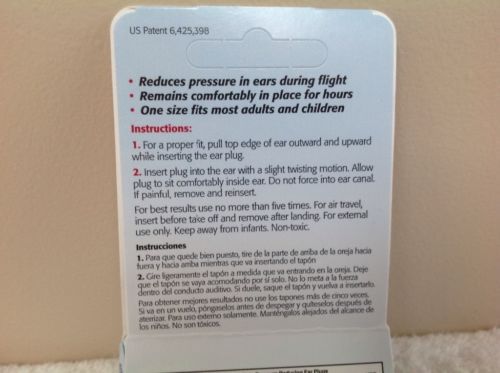 US Patent 6,425,398
• Reduces pressure in ears during flight
• Remains comfortably in place for hours
• One size fits most adults and children
Instructions:
1. For a proper fit, pull top edge of ear outward and upward
while inserting the ear plug.
2. Insert plug into the ear with a slight twisting motion. Allow
plug to sit comfortably inside ear. Do not force into ear canal.
If painful, remove and reinsert.
For best results use no more than five times. For air travel,
insert before take off and remove after landing. For external
use only. Keep away from infants. Non-toxic.
Instrucciones
1. Para que quede bien puesto, tire de la parte de arriba de la oreja hacia
fuera y hacia arriba mientras que va insertando el tapón
2. Gire ligeramente el tapón a medida que va entrando en la oreja. Deje
que el tapón se vaya acomodando por sí solo. No lo meta a la fuerza
dentro del conducto auditivo. Si duele, saque el tapón y vuelva a insertarlo.
Para obtener mejores resultados no use los tapones más de cinco veces.
Si va en un vuelo, póngaselos antes de despegar y quíteselos después de
aterrizar. Para uso externo solamente. Manténgalos alejados del alcance de
los niños. No son tóxicos.
Reducing Ear Plugs